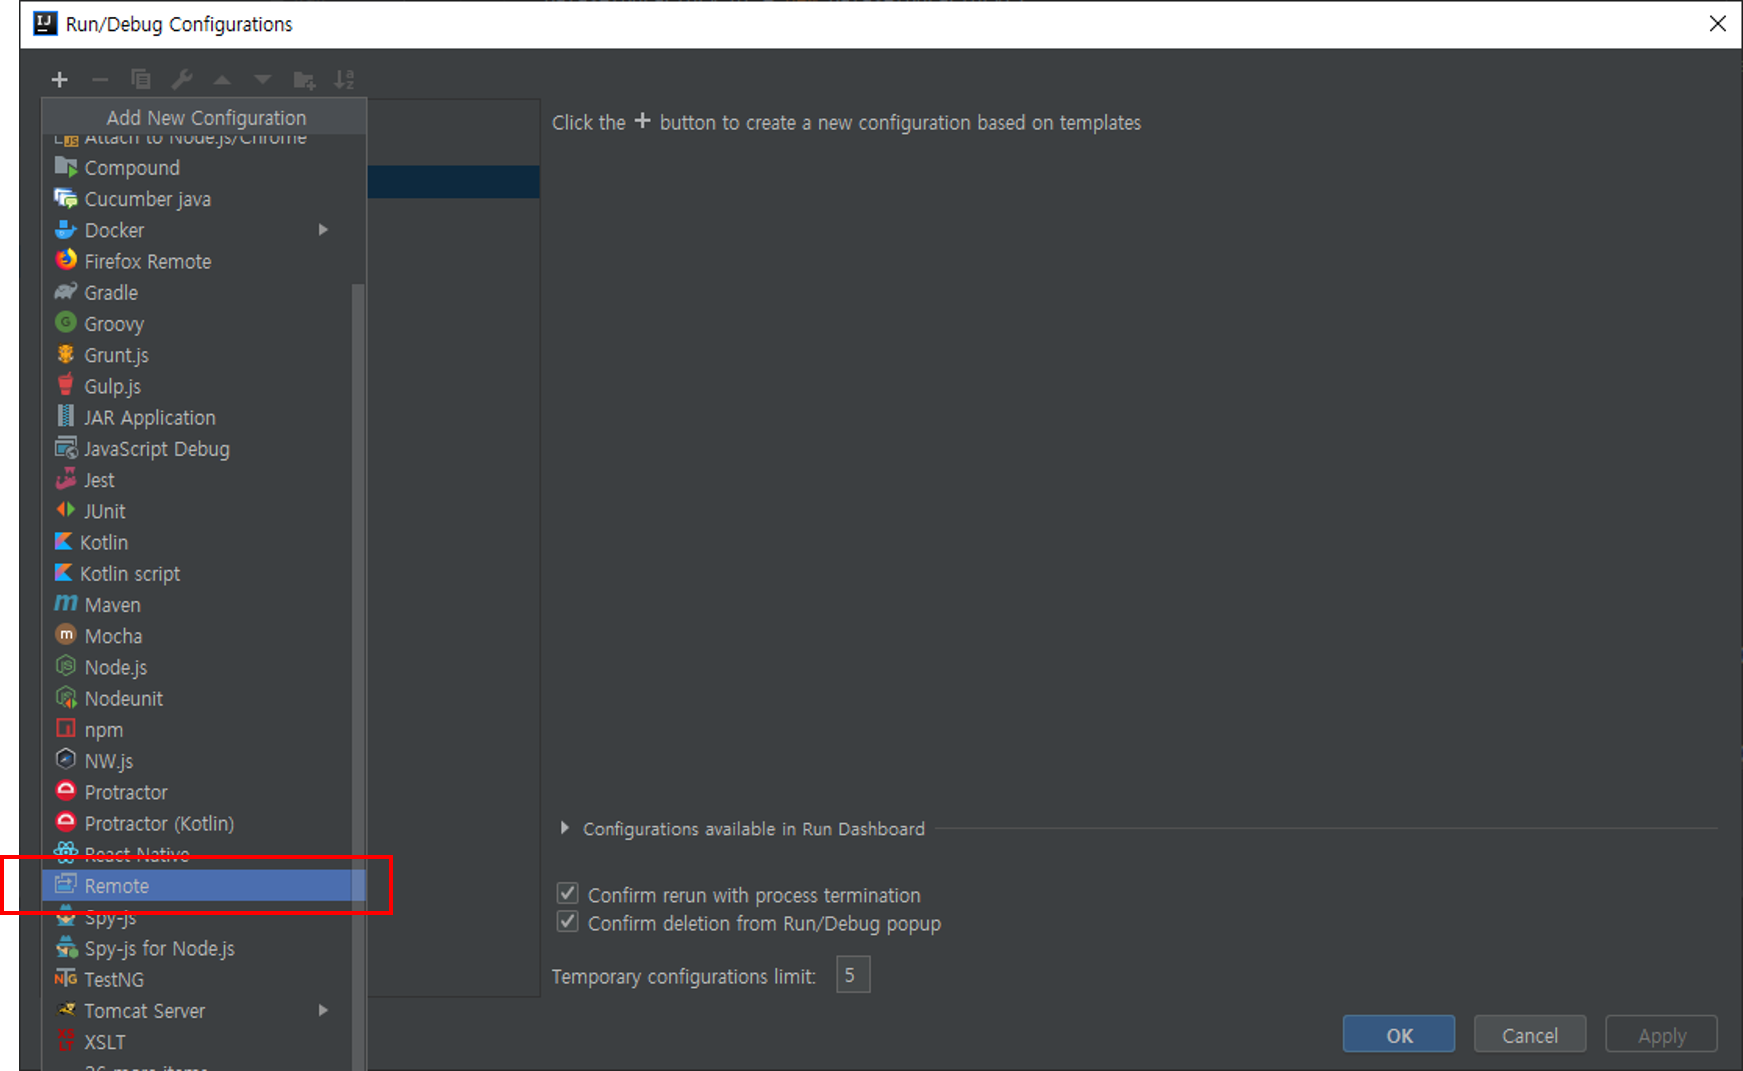 Run/Debug Configurations
Add New Configuration
Click the + button to create a new configuration based on templates
Attach to Node.js/Chrome
Compound
Cucumber java
Docker
Firefox Remote
Gradle
Groovy
Grunt.js
Gulp.js
JAR Application
JavaScript Debug
Jest
JUnit
Kotlin
Kotlin script
Maven
Mocha
Node.js
Nodeunit
npm
NW.js
Protractor
Protractor (Kotlin)
React Native
Remote
Spy-js
Spy-js for Node.js
TestNG
Tomcat Server
XSLT
26 more items
Configurations available in Run Dashboard
Confirm rerun with process termination
Confirm deletion from Run/Debug popup
Temporary configurations limit: 5
OK Cancel Apply